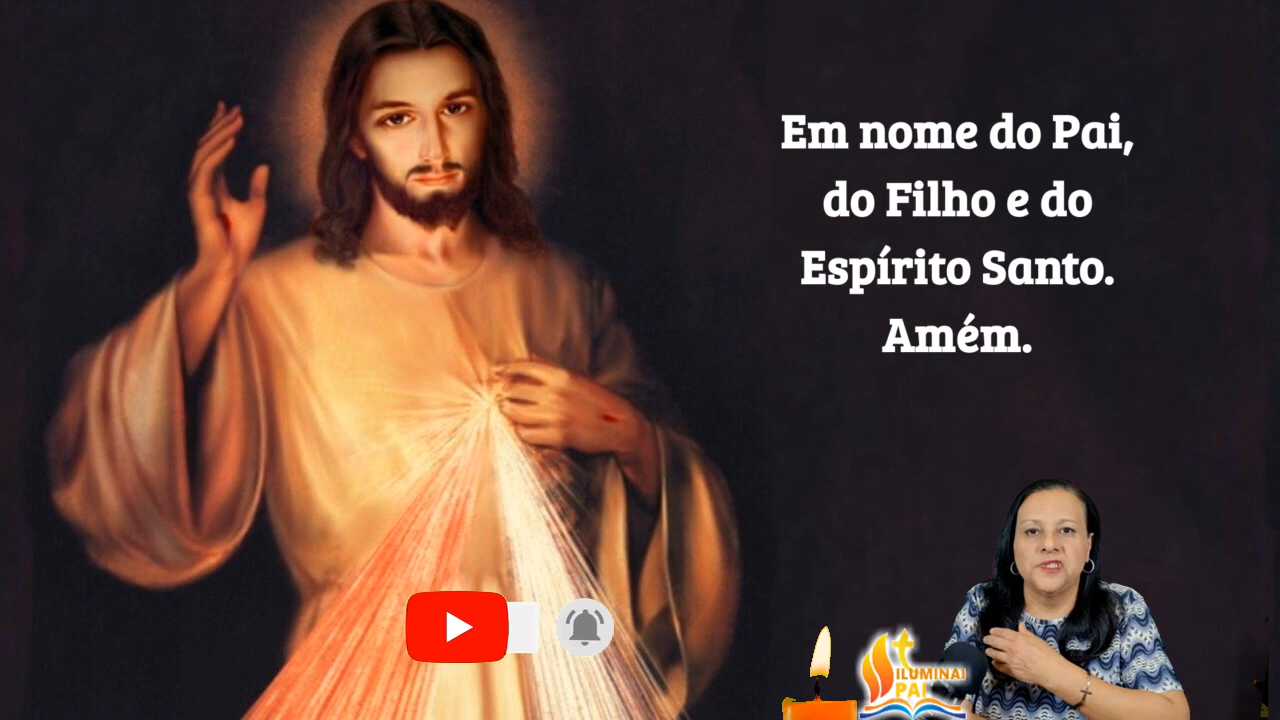 Em nome do Pai,
do Filho e do
Espírito Santo.
Amém.
ILUMINAI
PAI